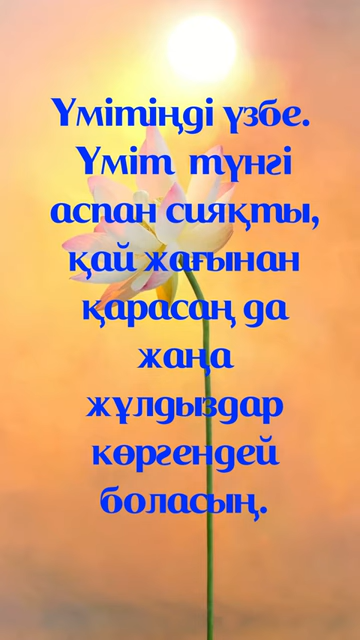 Үмітіңді үзбе.
Үміт түнгі
аспан сияқты,
қай жағынан
қарасаң да
жаңа
жұлдыздар
көргендей
боласың.